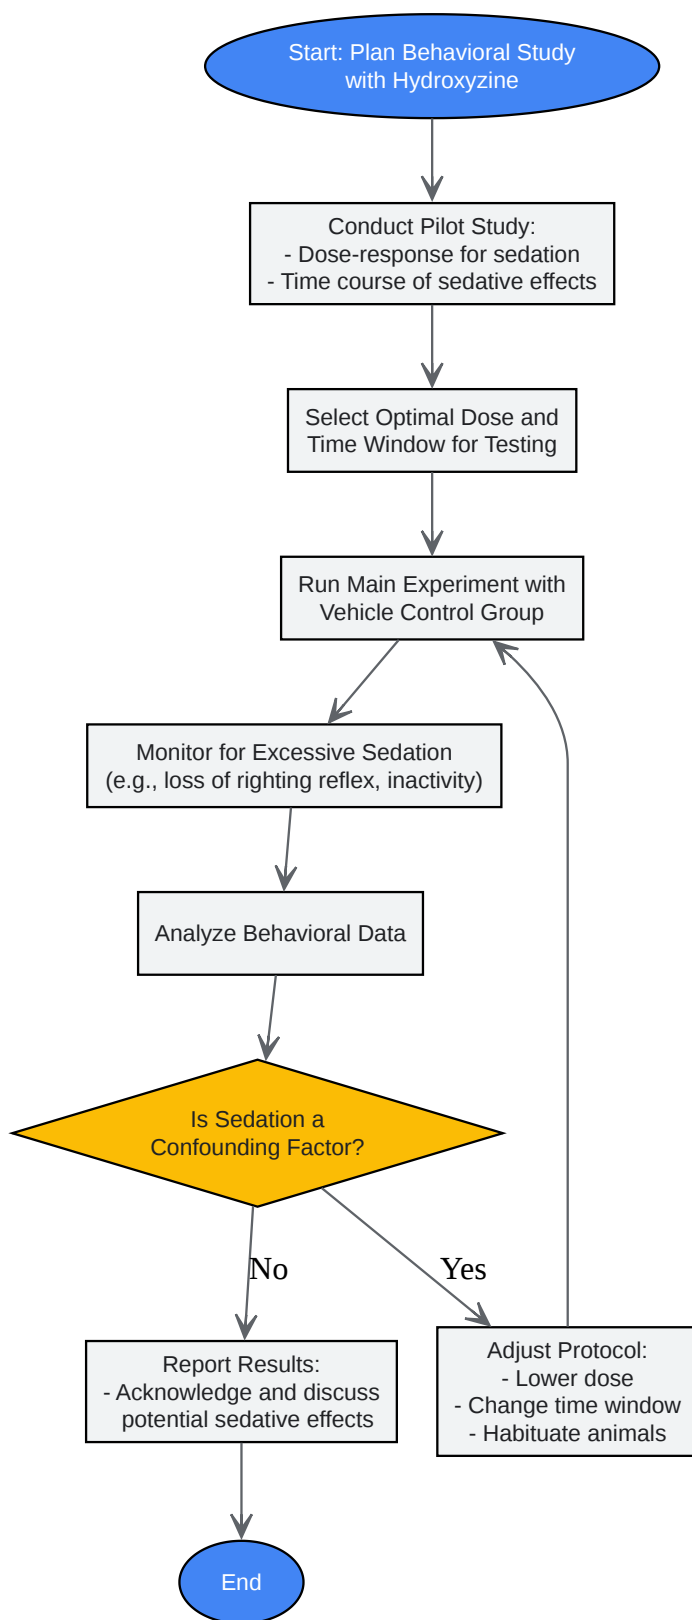 Start: Plan Behavioral Study
with Hydroxyzine
Conduct Pilot Study:
- Dose-response for sedation
- Time course of sedative effects
Select Optimal Dose and
Time Window for Testing
Run Main Experiment with
Vehicle Control Group
Monitor for Excessive Sedation
(e.g., loss of righting reflex, inactivity)
Analyze Behavioral Data
Is Sedation a
Confounding Factor?
No
Yes
Report Results:
- Acknowledge and discuss
potential sedative effects
Adjust Protocol:
- Lower dose
- Change time window
- Habituate animals
End